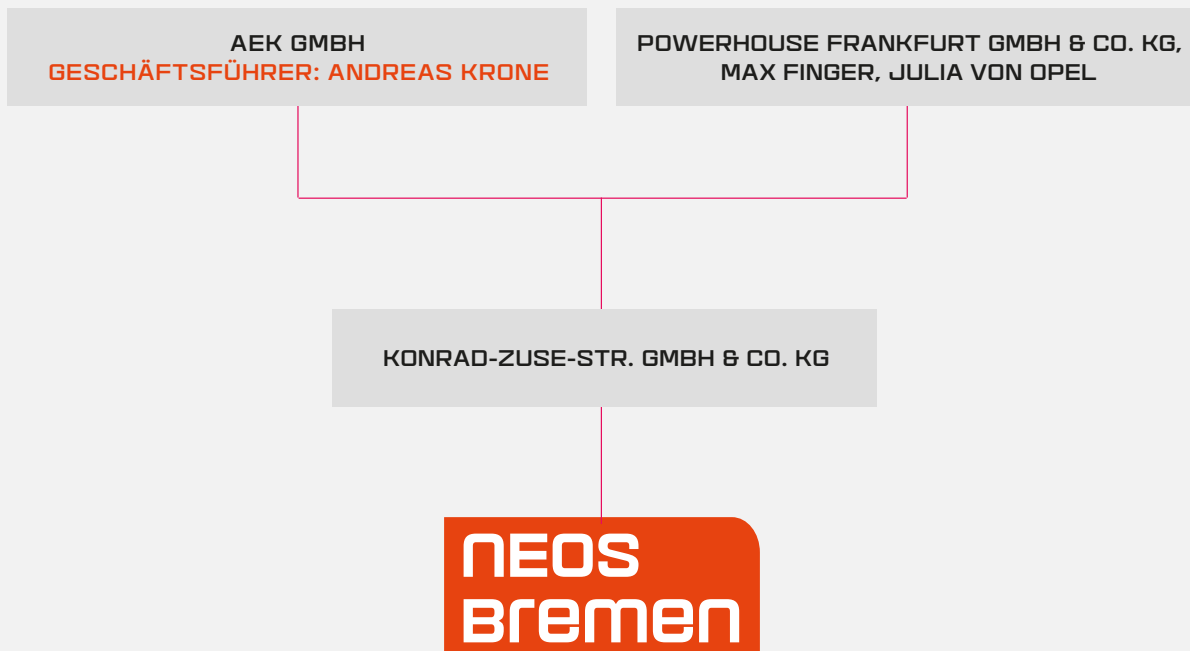 AEK GMBH
GESCHÄFTSFÜHRER: ANDREAS KRONE
POWERHOUSE FRANKFURT GMBH & CO. KG,
MAX FINGER, JULIA VON OPEL
KONRAD-ZUSE-STR. GMBH & CO. KG
NEOS
Bremen